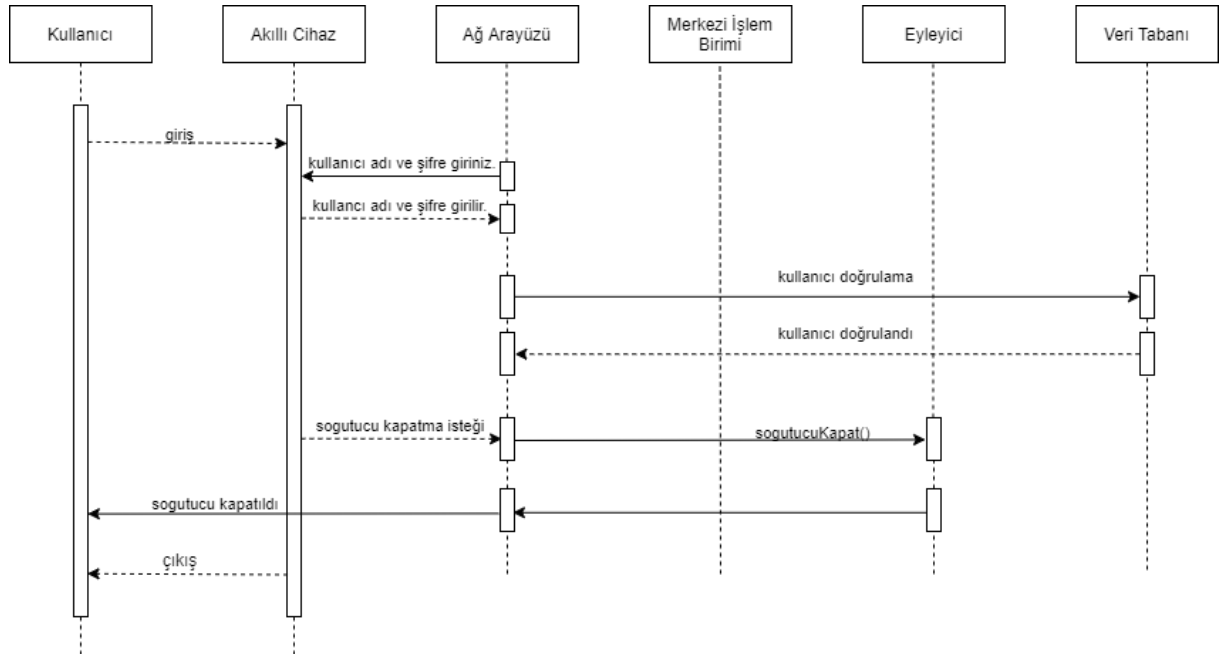 Kullanıcı
Akıllı Cihaz
Ağ Arayüzü
Merkezi İşlem
Birimi
Eyleyici
Veri Tabanı
giriş
kullanıcı adı ve şifre giriniz.
kullancı adı ve şifre girilir.
kullanıcı doğrulama
kullanıcı doğrulandı
sogutucu kapatma isteği
sogutucuKapat()
sogutucu kapatıldı
çıkış